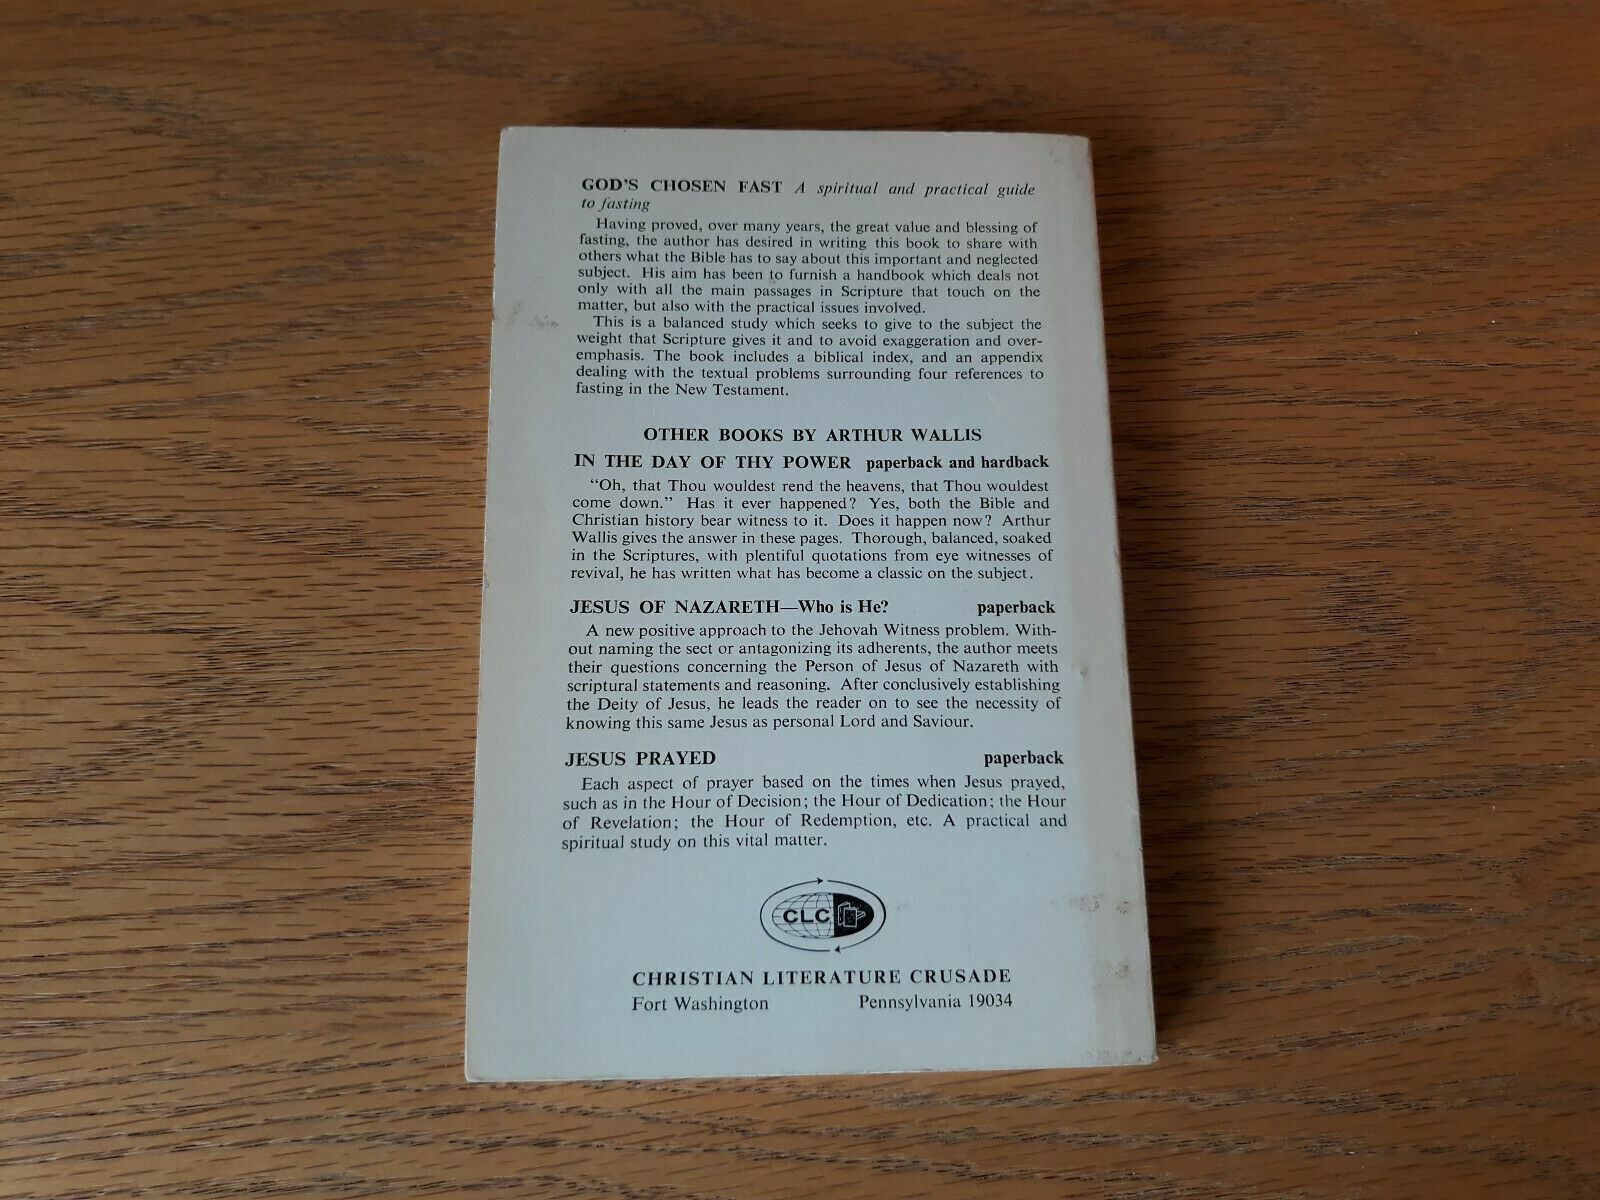 GOD'S CHOSEN FAST A spiritual and practical guide
to fasting
Having proved, over many years, the great value and blessing of
fasting, the author has desired in writing this book to share with
others what the Bible has to say about this important and neglected
subject. His aim has been to furnish a handbook which deals not
only with all the main passages in Scripture that touch on the
matter, but also with the practical issues involved.
This is a balanced study which seeks to give to the subject the
weight that Scripture gives it and to avoid exaggeration and over-
emphasis. The book includes a biblical index, and an appendix
dealing with the textual problems surrounding four references to
fasting in the New Testament.
OTHER BOOKS BY ARTHUR WALLIS
IN THE DAY OF THY POWER paperback and hardback
"Oh, that Thou wouldest rend the heavens, that Thou wouldest
come down." Has it ever happened? Yes, both the Bible and
Christian history bear witness to it. Does it happen now? Arthur
Wallis gives the answer in these pages. Thorough, balanced, soaked
in the Scriptures, with plentiful quotations from eye witnesses of
revival, he has written what has become a classic on the subject.
JESUS OF NAZARETH—Who is He? paperback
A new positive approach to the Jehovah Witness problem. With-
out naming the sect or antagonizing its adherents, the author meets
their questions concerning the Person of Jesus of Nazareth with
scriptural statements and reasoning. After conclusively establishing
the Deity of Jesus, he leads the reader on to see the necessity of
knowing this same Jesus as personal Lord and Saviour.
JESUS PRAYED paperback
Each aspect of prayer based on the times when Jesus prayed,
such as in the Hour of Decision; the Hour of Dedication; the Hour
of Revelation; the Hour of Redemption, etc. A practical and
spiritual study on this vital matter.
CLC
CHRISTIAN LITERATURE CRUSADE
Fort Washington Pennsylvania 19034